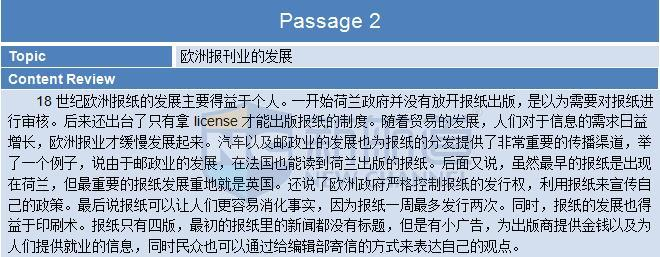 Passage 2
Topic 欧洲报刊业的发展
Content Review
18 世纪欧洲报纸的发展主要得益于个人。一开始荷兰政府并没有放开报纸出版，是以为需要对报纸进
行审核。后来还出台了只有拿 license 才能出版报纸的制度。随着贸易的发展，人们对于信息的需求日益
增长，欧洲报业才缓慢发展起来。汽车以及邮政业的发展也为报纸的分发提供了非常重要的传播渠道，举
了一个例子，说由于邮政业的发展，在法国也能读到荷兰出版的报纸。后面又说，虽然最早的报纸是出现
在荷兰，但最重要的报纸发展重地就是英国。还说了欧洲政府严格控制报纸的发行权，利用报纸来宣传自
己的政策。最后说报纸可以让人们更容易消化事实，因为报纸一周最多发行两次。同时，报纸的发展也得
益于印刷术。报纸只有四版，最初的报纸里的新闻都没有标题，但是有小广告，为出版商提供金钱以及为
人们提供就业的信息，同时民众也可以通过给编辑部寄信的方式来表达自己的观点。